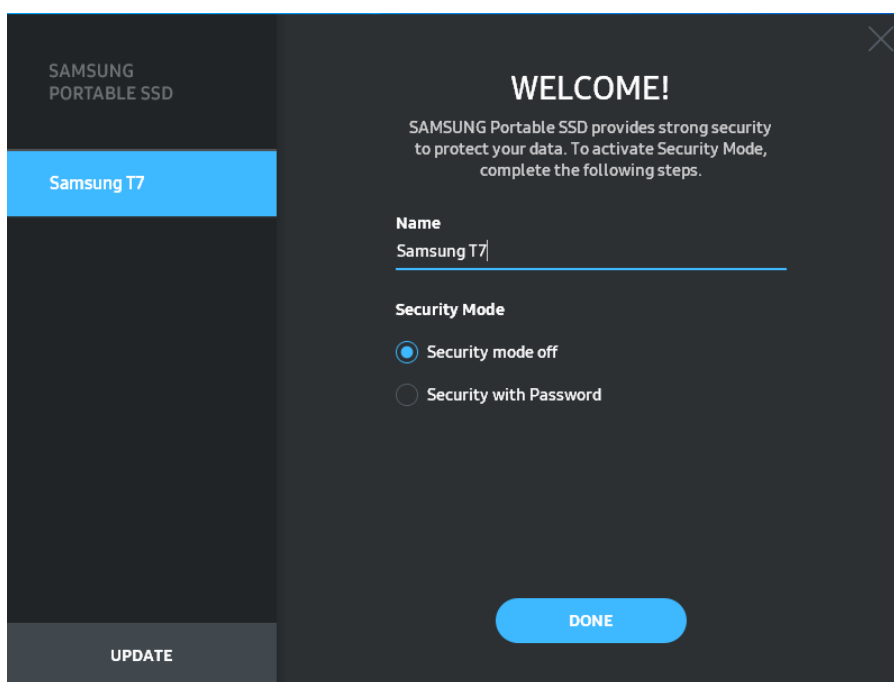 SAMSUNG
PORTABLE SSD
Samsung T7
UPDATE
WELCOME!
SAMSUNG Portable SSD provides strong security
to protect your data. To activate Security Mode,
complete the following steps.
Name
Samsung T7
Security Mode
Security mode off
Security with Password
DONE